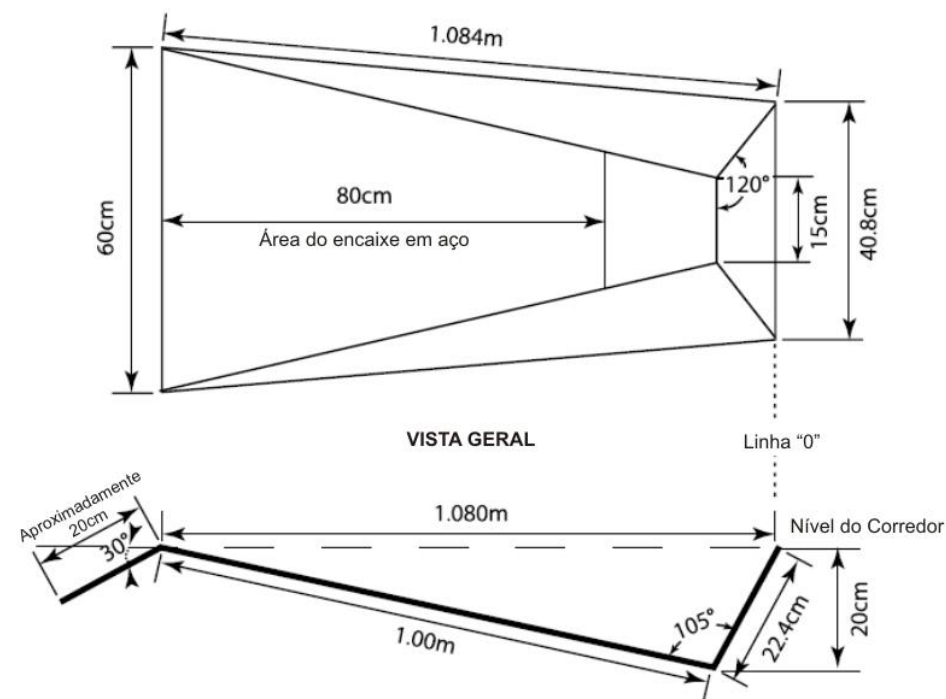 1.084m
60cm
80cm
Área do encaixe em aço
120°
15cm
40.8cm
VISTA GERAL
Linha “0”
Aproximadamente
20cm
30°
1.080m
Nível do Corredor
1.00m
105°
22.4cm
20cm